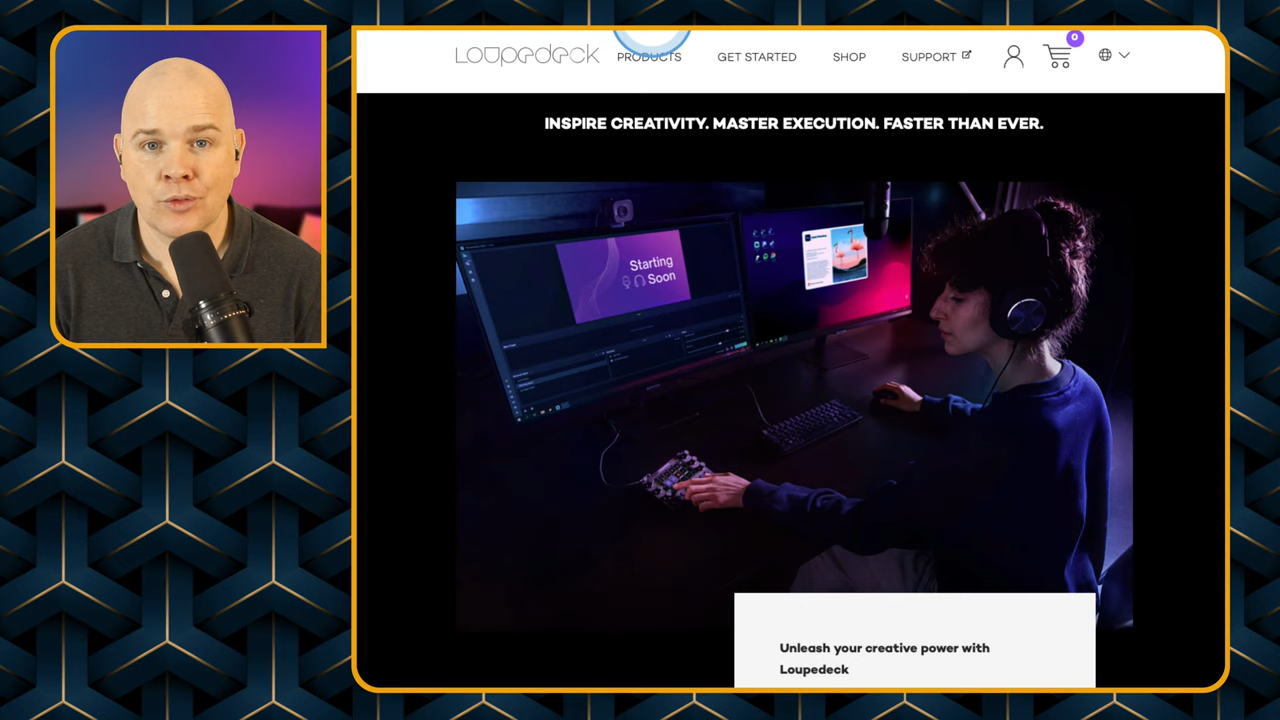 Loupedeck
PRODUCTS
GET STARTED
SHOP
SUPPORT
0
INSPIRE CREATIVITY. MASTER EXECUTION. FASTER THAN EVER.
Starting
Soon
Unleash your creative power with
Loupedeck